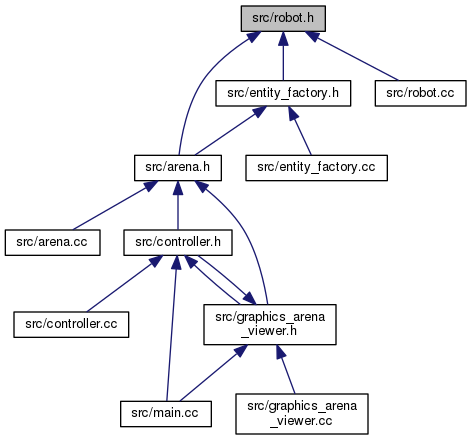 src/robot.h
src/entity_factory.h
src/robot.cc
src/arena.h
src/entity_factory.cc
src/arena.cc
src/controller.h
src/controller.cc
src/graphics_arena
_viewer.h
src/main.cc
src/graphics_arena
_viewer.cc